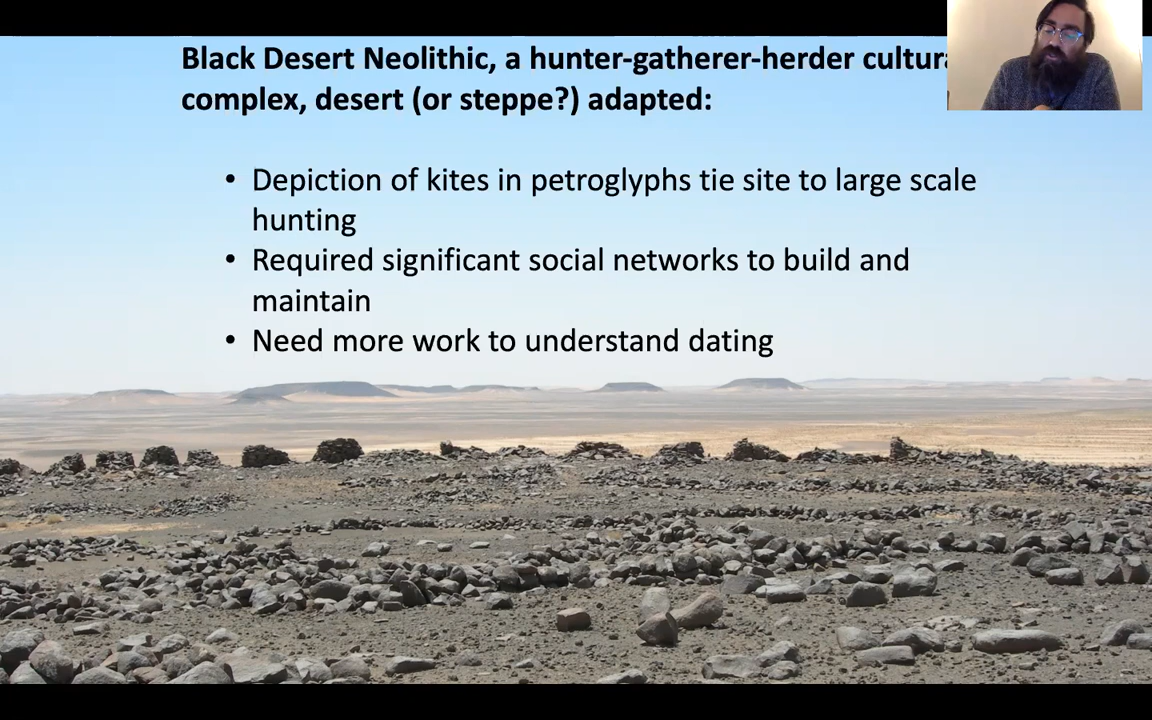 Black Desert Neolithic, a hunter-gatherer-herder cultura
complex, desert (or steppe?) adapted:
• Depiction of kites in petroglyphs tie site to large scale
hunting
• Required significant social networks to build and
maintain
• Need more work to understand dating